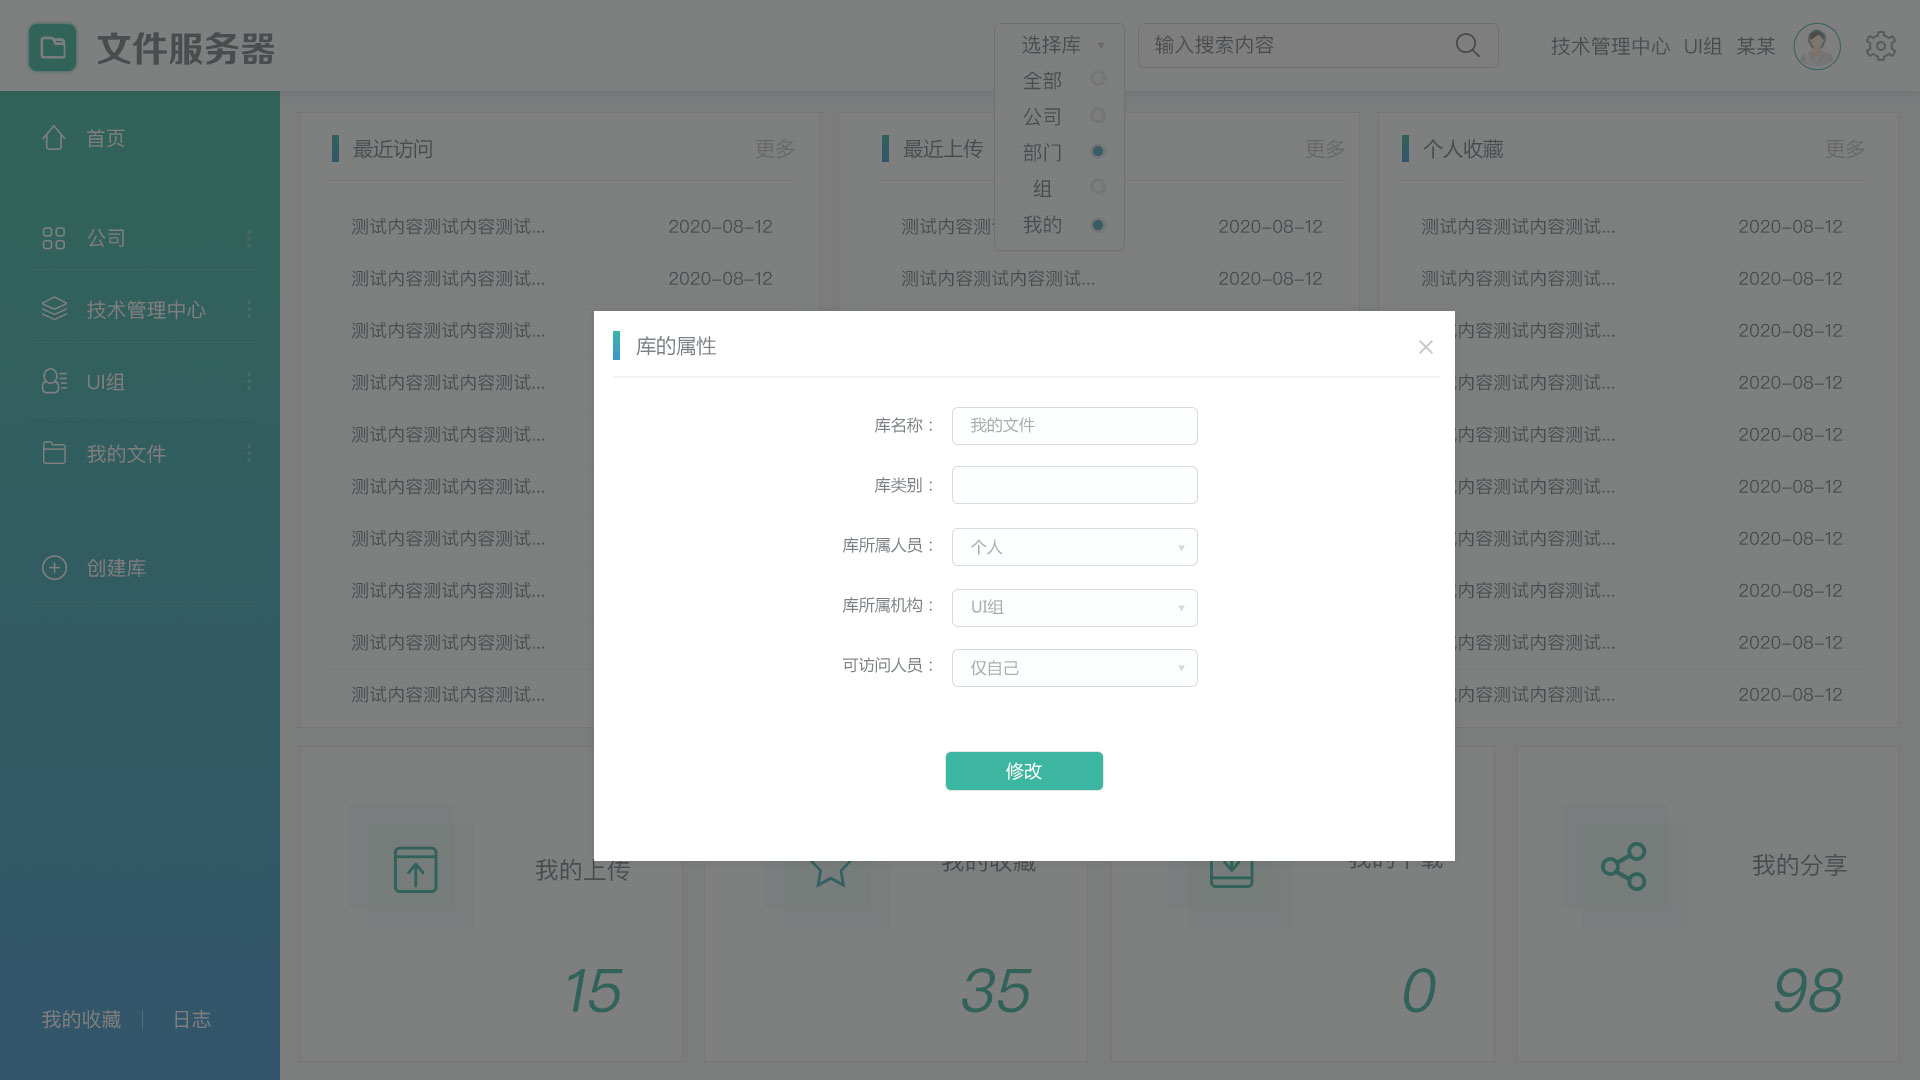 文件服务器
选择库
输入搜索内容
技术管理中心 UI组 某某
全部
公司
部门
组
我的
首页
公司
技术管理中心
UI组
我的文件
创建库
我的收藏 | 日志
最近访问 更多
测试内容测试内容测试... 2020-08-12
测试内容测试内容测试... 2020-08-12
测试内容测试内容测试...
测试内容测试内容测试...
测试内容测试内容测试...
测试内容测试内容测试...
测试内容测试内容测试...
测试内容测试内容测试...
测试内容测试内容测试...
测试内容测试内容测试...
最近上传 更多
测试内容测 2020-08-12
测试内容测试内容测试... 2020-08-12
个人收藏 更多
测试内容测试内容测试... 2020-08-12
测试内容测试内容测试... 2020-08-12
内容测试内容测试... 2020-08-12
内容测试内容测试... 2020-08-12
内容测试内容测试... 2020-08-12
内容测试内容测试... 2020-08-12
内容测试内容测试... 2020-08-12
内容测试内容测试... 2020-08-12
内容测试内容测试... 2020-08-12
内容测试内容测试... 2020-08-12
库的属性
库名称： 我的文件
库类别：
库所属人员： 个人
库所属机构： UI组
可访问人员： 仅自己
修改
我的上传
15
我的收藏
35
我的下载
0
我的分享
98